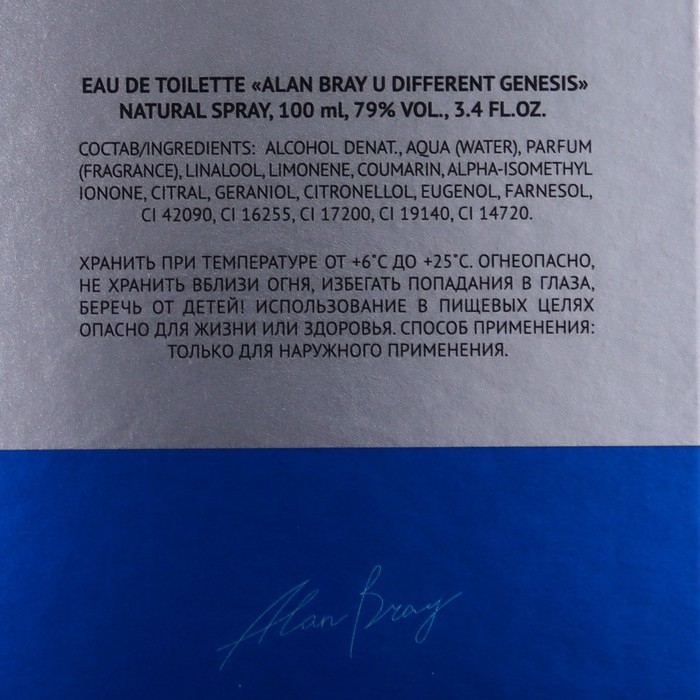 EAU DE TOILETTE «ALAN BRAY U DIFFERENT GENESIS»
NATURAL SPRAY, 100 ml, 79% VOL., 3.4 FL.OZ.
СОСТАВ/INGREDIENTS: ALCOHOL DENAT., AQUA (WATER), PARFUM
(FRAGRANCE), LINALOOL, LIMONENE, COUMARIN, ALPHA-ISOMETHYL
IONONE, CITRAL, GERANIOL, CITRONELLOL, EUGENOL, FARNESOL,
CI 42090, CI 16255, CI 17200, CI 19140, CI 14720.
ХРАНИТЬ ПРИ ТЕМПЕРАТУРЕ ОТ +6°С ДО +25°С. ОГНЕОПАСНО,
НЕ ХРАНИТЬ ВБЛИЗИ ОГНЯ, ИЗБЕГАТЬ ПОПАДАНИЯ В ГЛАЗА,
БЕРЕЧЬ ОТ ДЕТЕЙ! ИСПОЛЬЗОВАНИЕ В ПИЩЕВЫХ ЦЕЛЯХ
ОПАСНО ДЛЯ ЖИЗНИ ИЛИ ЗДОРОВЬЯ. СПОСОБ ПРИМЕНЕНИЯ:
ТОЛЬКО ДЛЯ НАРУЖНОГО ПРИМЕНЕНИЯ.
Alan Bray